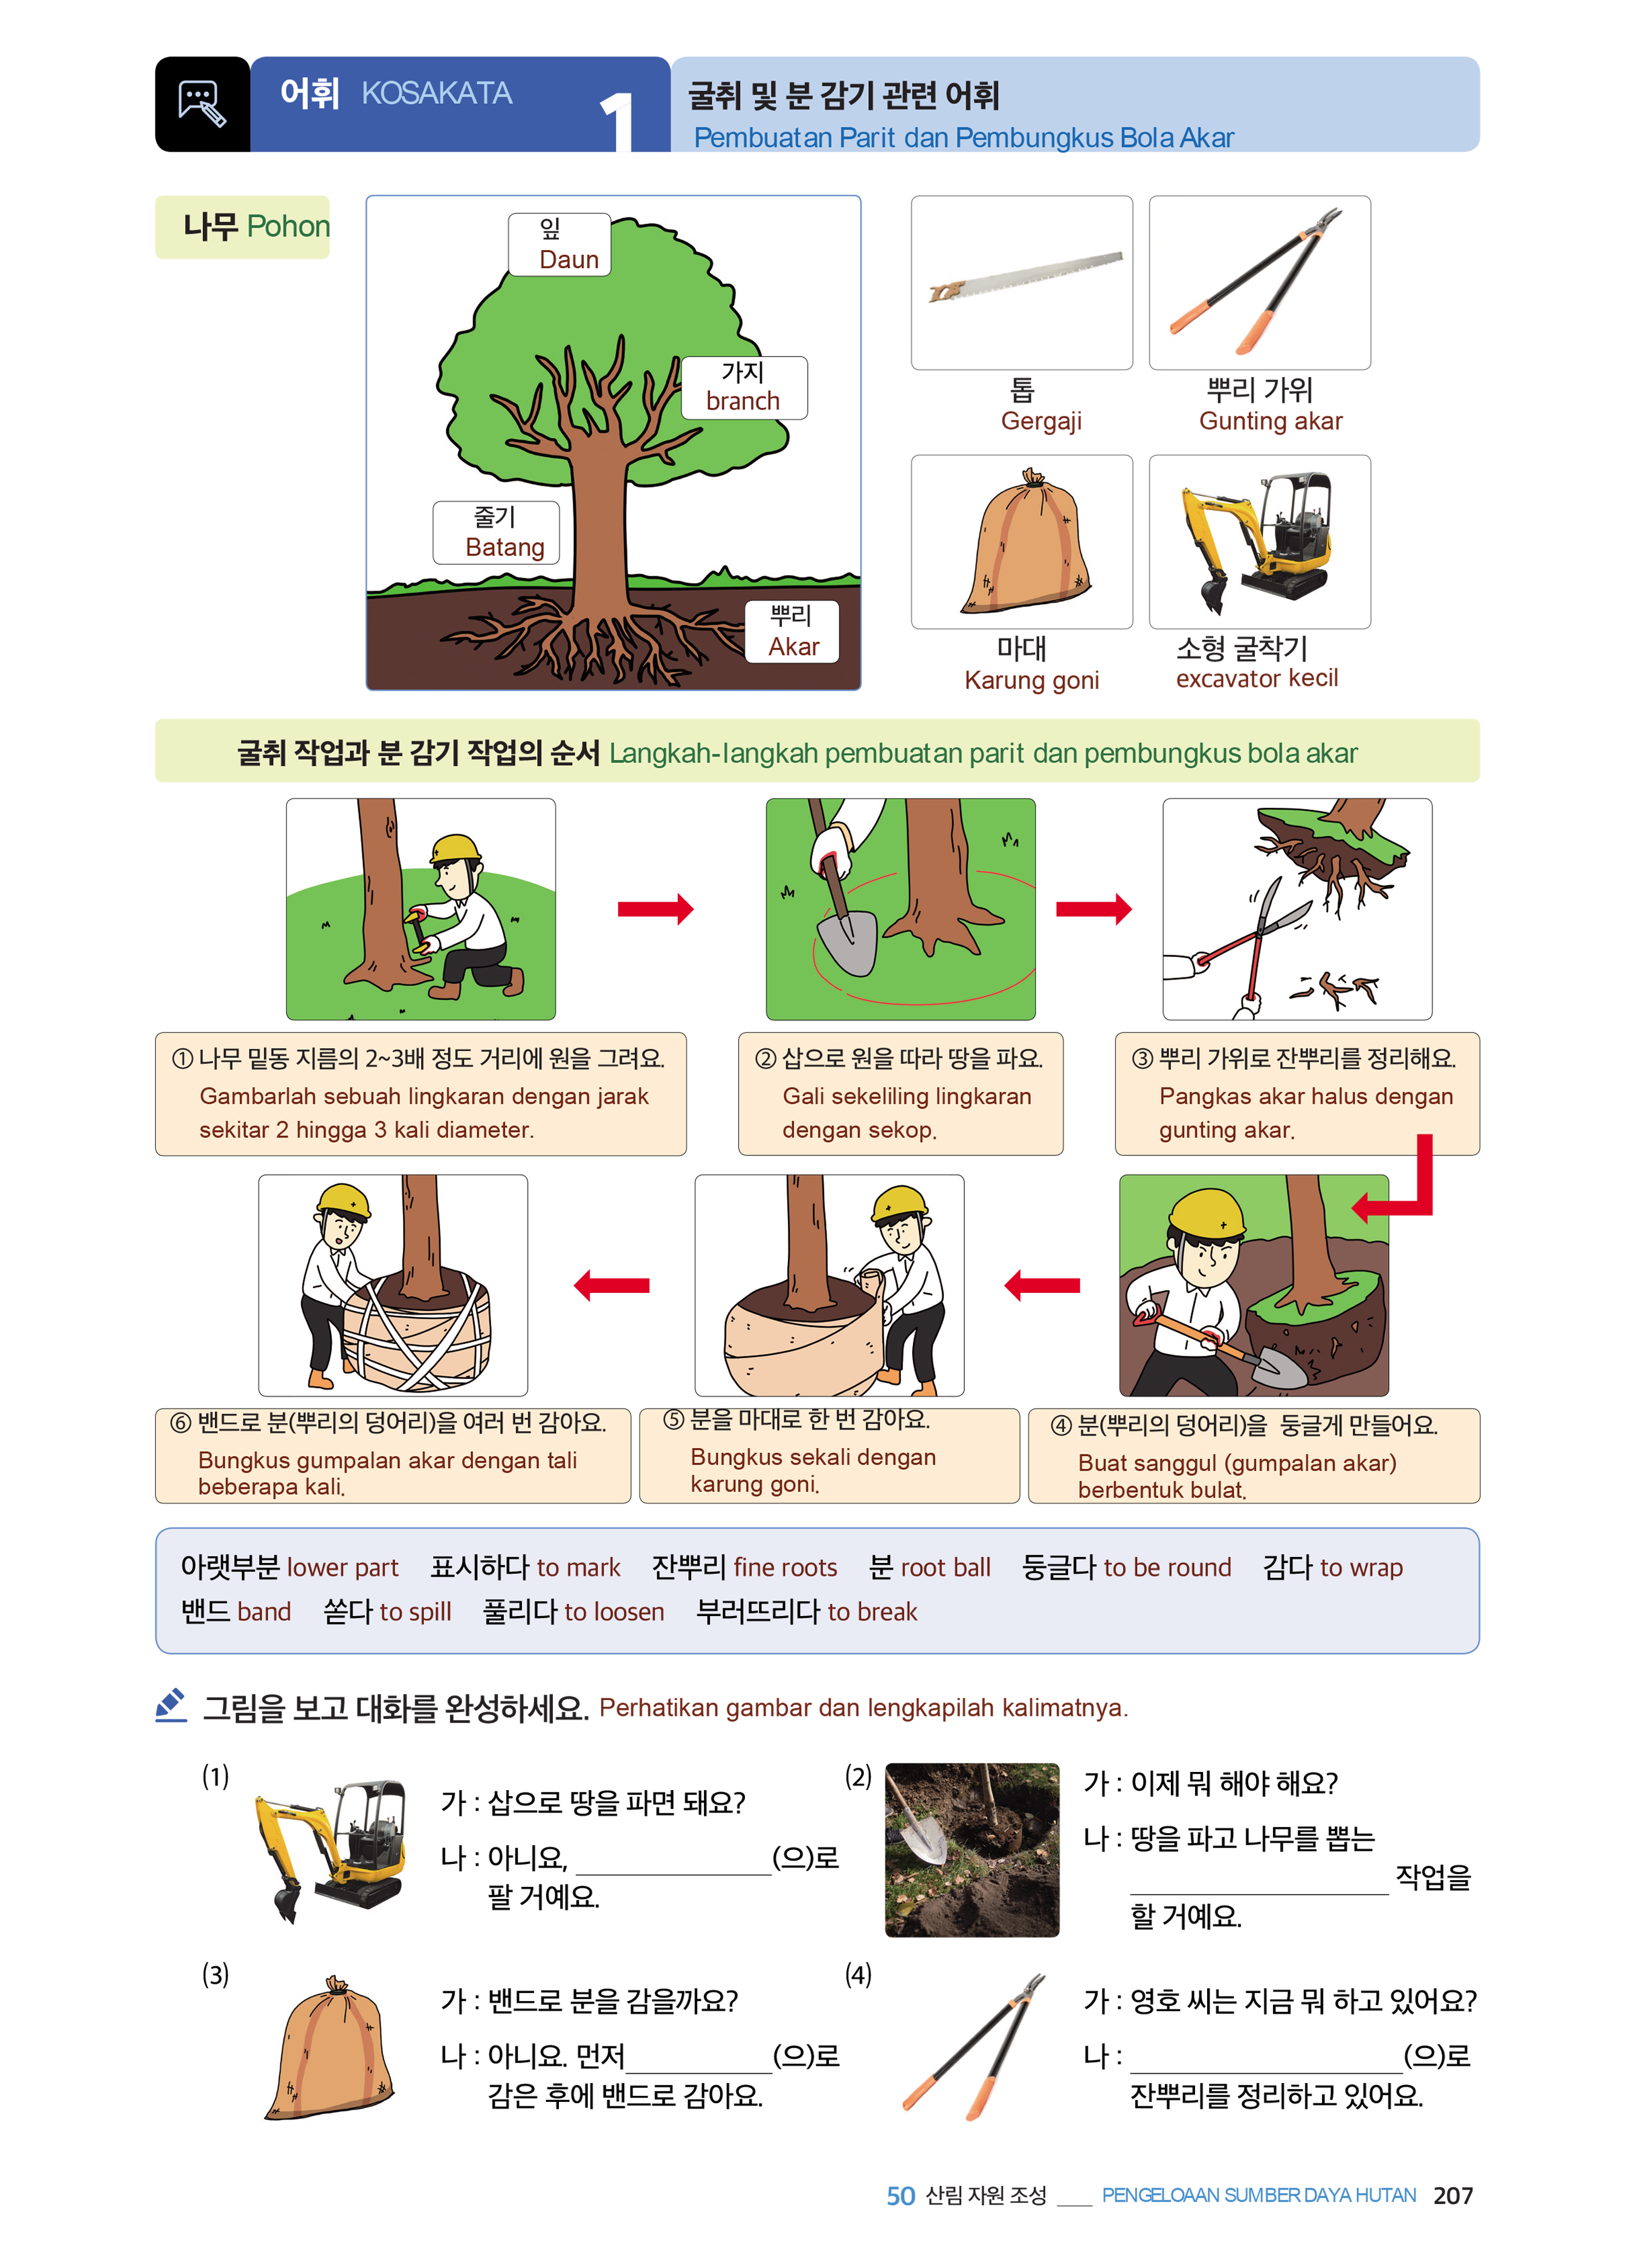 어휘 KOSAKATA 1
굴취 및 분 감기 관련 어휘
Pembuatan Parit dan Pembungkus Bola Akar
나무 Pohon
잎
Daun
가지
branch
줄기
Batang
뿌리
Akar
톱
Gergaji
뿌리 가위
Gunting akar
마대
Karung goni
소형 굴착기
excavator kecil
굴취 작업과 분 감기 작업의 순서 Langkah-langkah pembuatan parit dan pembungkus bola akar
① 나무 밑동 지름의 2~3배 정도 거리에 원을 그려요.
Gambarlah sebuah lingkaran dengan jarak
sekitar 2 hingga 3 kali diameter.
② 삽으로 원을 따라 땅을 파요.
Gali sekeliling lingkaran
dengan sekop.
③ 뿌리 가위로 잔뿌리를 정리해요.
Pangkas akar halus dengan
gunting akar.
④ 분(뿌리의 덩어리)을 둥글게 만들어요.
Buat sanggul (gumpalan akar)
berbentuk bulat.
⑤ 분을 마대로 한 번 감아요.
Bungkus sekali dengan
karung goni.
⑥ 밴드로 분(뿌리의 덩어리)을 여러 번 감아요.
Bungkus gumpalan akar dengan tali
beberapa kali.
아랫부분 lower part 표시하다 to mark 잔뿌리 fine roots 분 root ball 둥글다 to be round 감다 to wrap
밴드 band 쏟다 to spill 풀리다 to loosen 부러뜨리다 to break
그림을 보고 대화를 완성하세요. Perhatikan gambar dan lengkapilah kalimatnya.
(1)
가 : 삽으로 땅을 파면 돼요?
나 : 아니요, ____________(으)로
팔 거예요.
(2)
가 : 이제 뭐 해야 해요?
나 : 땅을 파고 나무를 뽑는
________________ 작업을
할 거예요.
(3)
가 : 밴드로 분을 감을까요?
나 : 아니요. 먼저_________(으)로
감은 후에 밴드로 감아요.
(4)
가 : 영호 씨는 지금 뭐 하고 있어요?
나 : ________________(으)로
잔뿌리를 정리하고 있어요.
50 산림 자원 조성 ___ PENGELOAAN SUMBER DAYA HUTAN 207